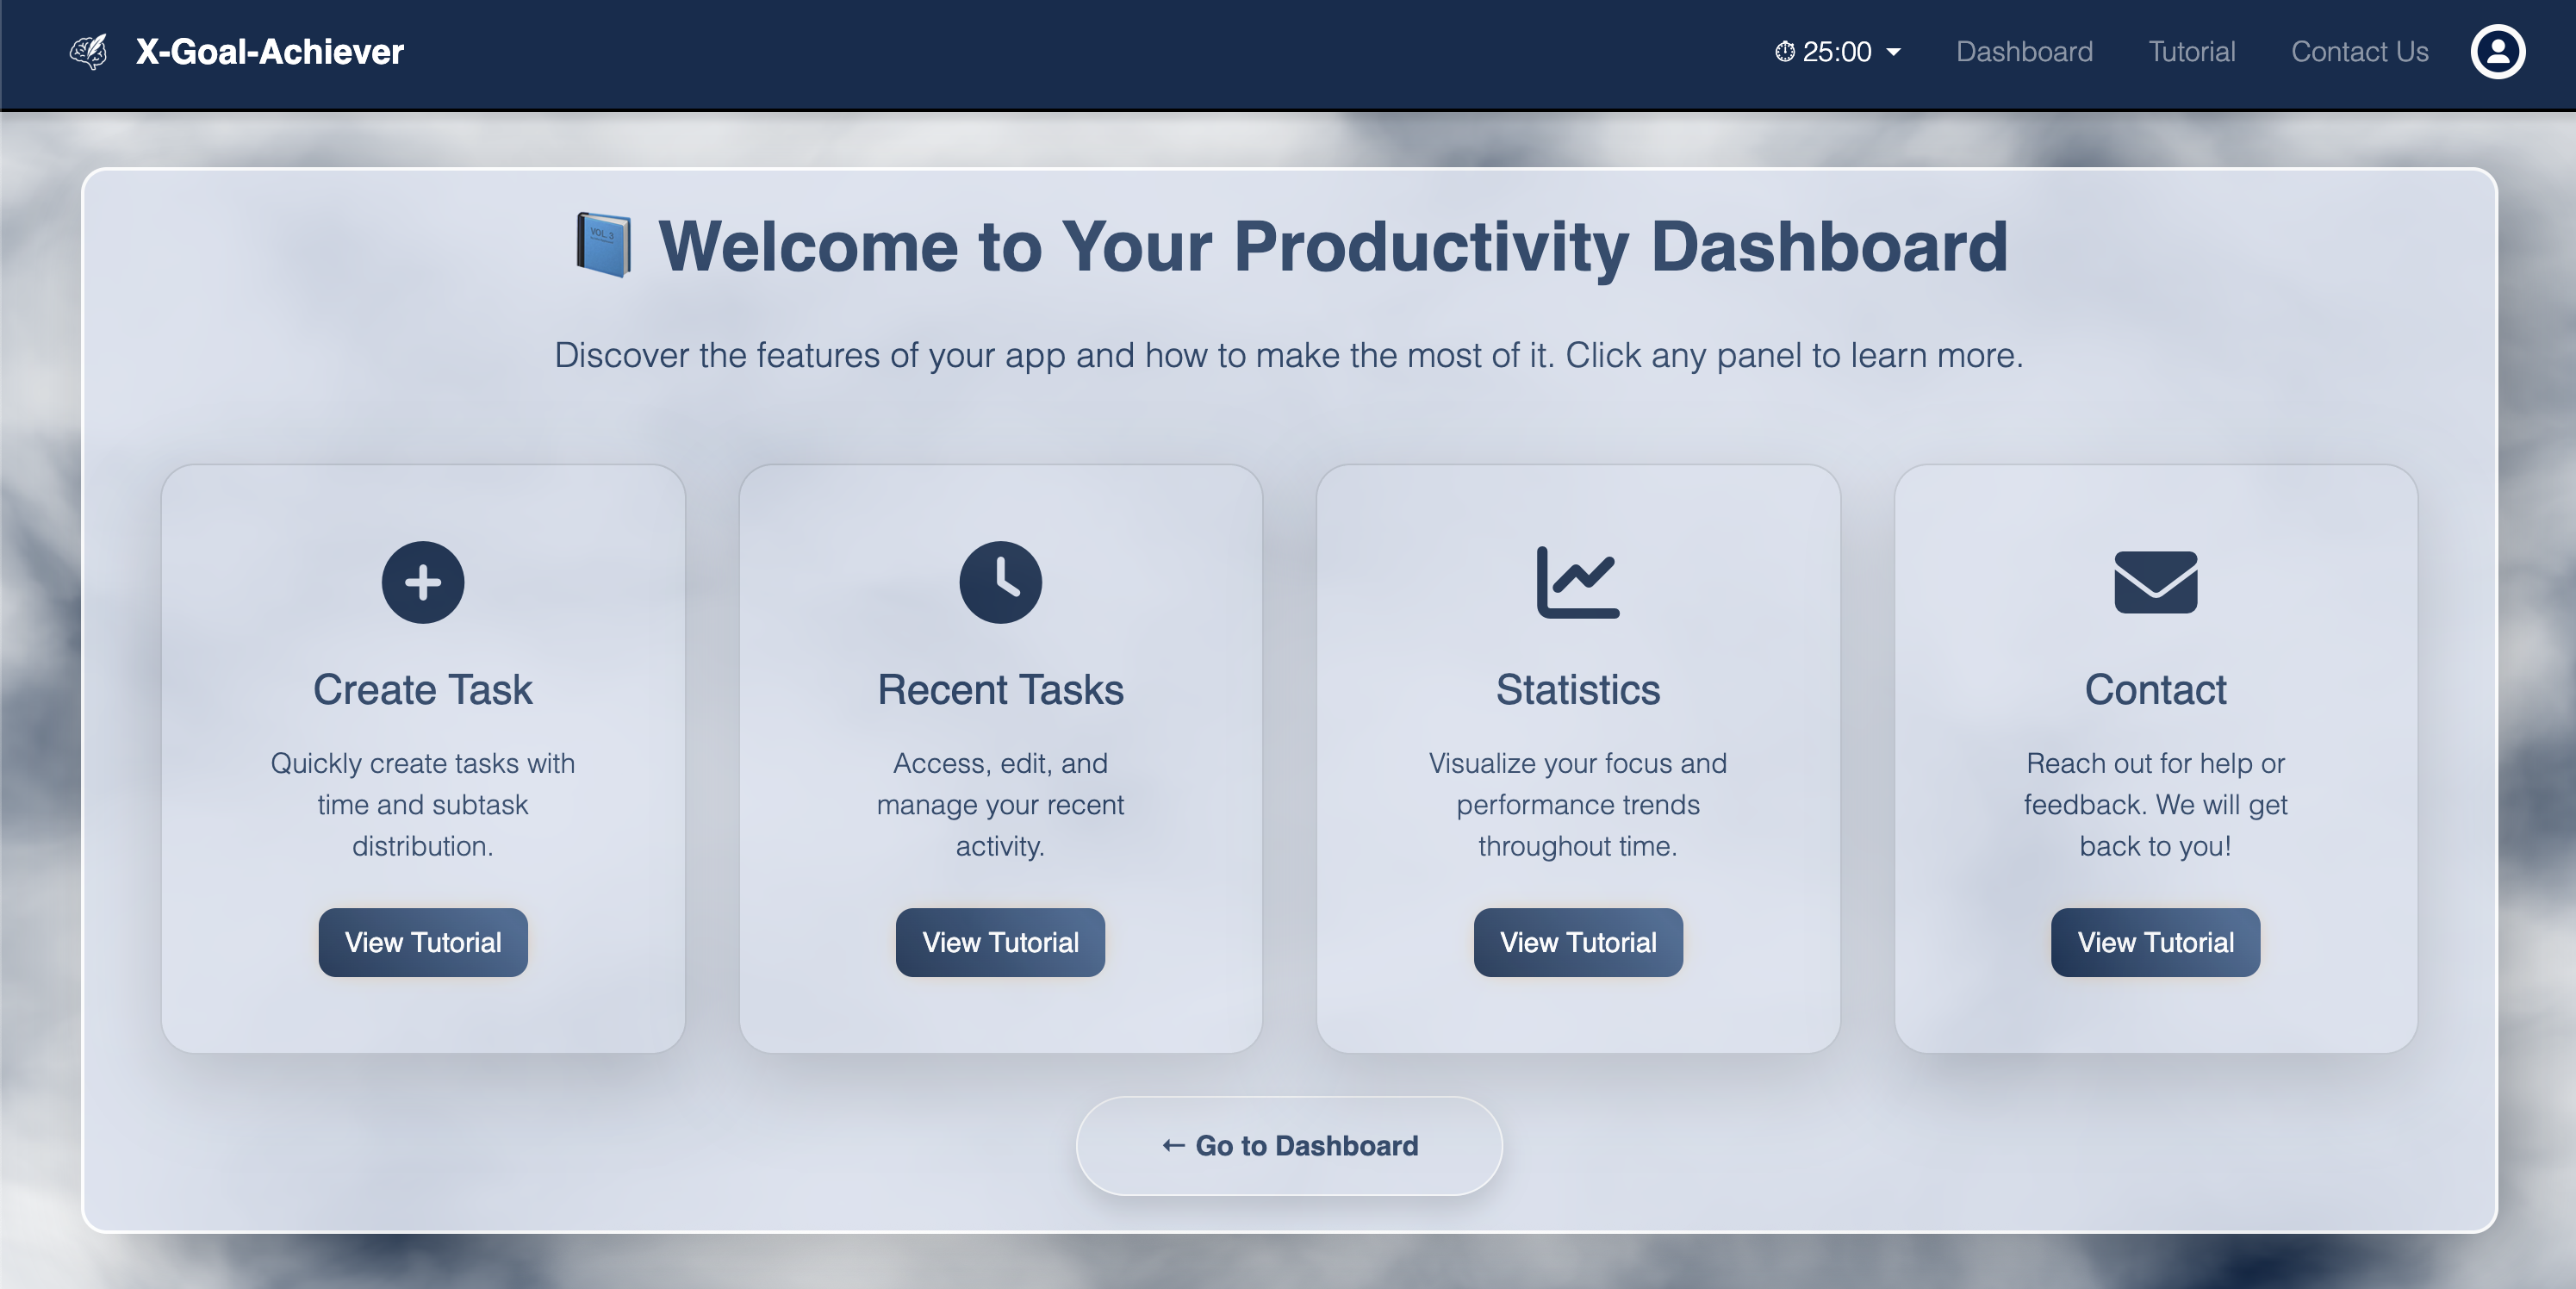 X-Goal-Achiever
25:00
Dashboard
Tutorial
Contact Us
VOL. 3
Welcome to Your Productivity Dashboard
Discover the features of your app and how to make the most of it. Click any panel to learn more.
Create Task
Quickly create tasks with
time and subtask
distribution.
View Tutorial
Recent Tasks
Access, edit, and
manage your recent
activity.
View Tutorial
Statistics
Visualize your focus and
performance trends
throughout time.
View Tutorial
Contact
Reach out for help or
feedback. We will get
back to you!
View Tutorial
← Go to Dashboard